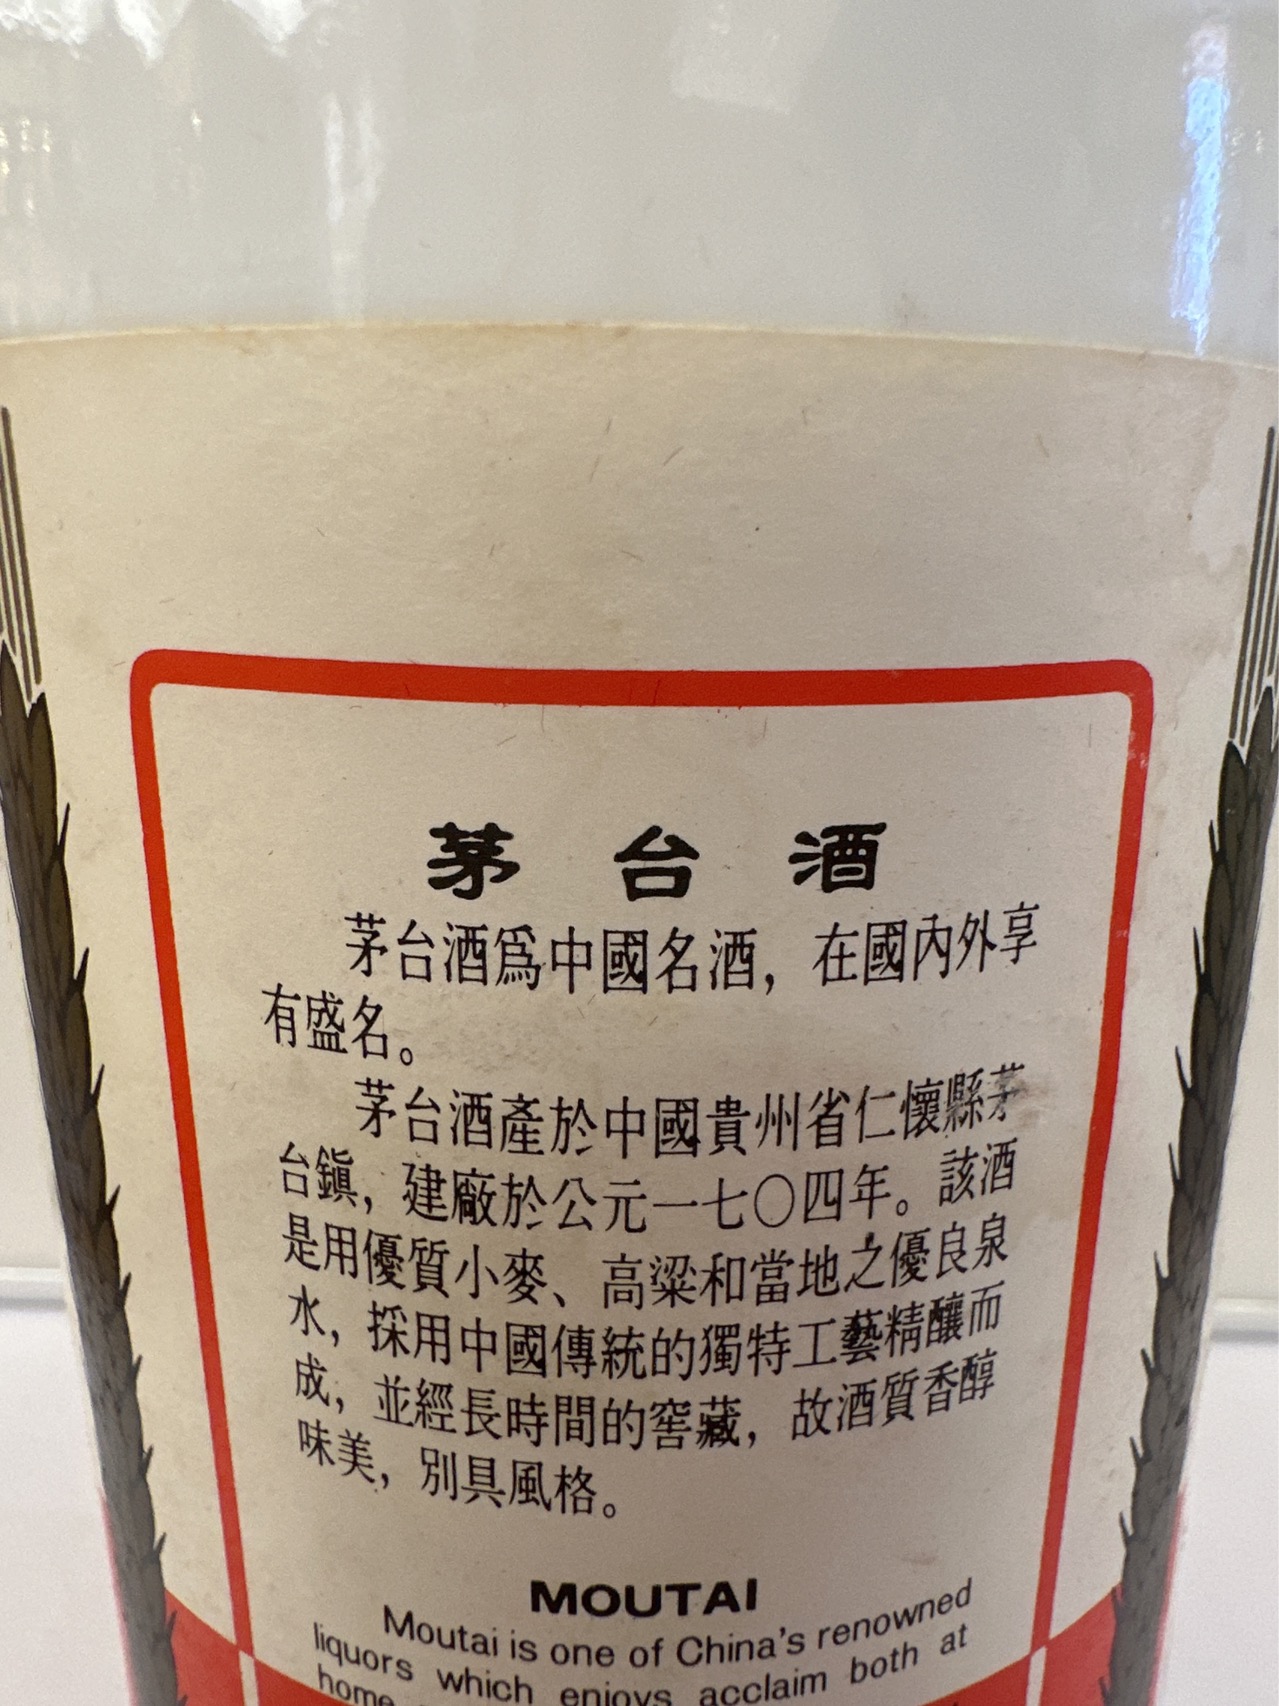 茅台酒
茅台酒爲中國名酒，在國內外享
有盛名。
茅台酒產於中國貴州省仁懷縣茅
台鎮，建廠於公元一七〇四年。該酒
是用優質小麥、高粱和當地之優良泉
水，採用中國傳統的獨特工藝精釀而
成，並經長時間的窖藏，故酒質香醇
味美，別具風格。
MOUTAI
Moutai is one of China's renowned
liquors which enjoys acclaim both at
home